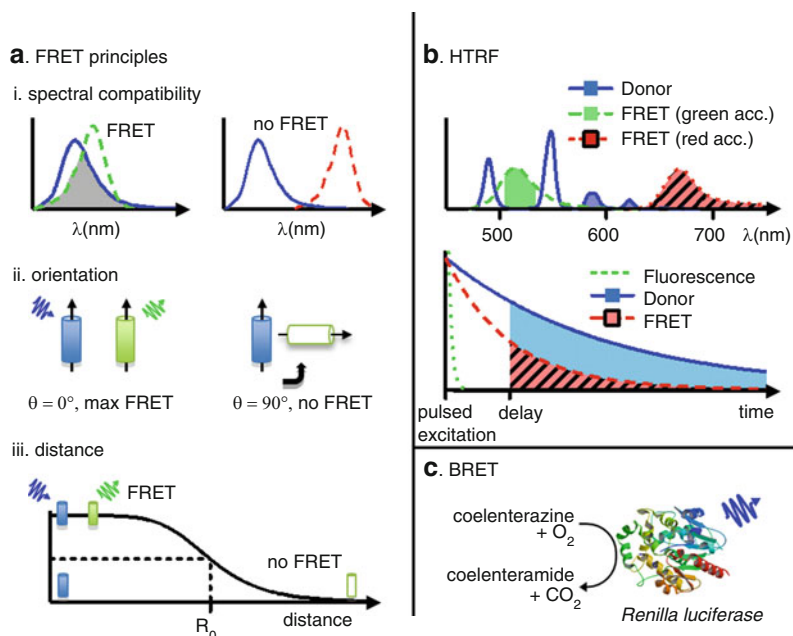 a. FRET principles
i. spectral compatibility
FRET
no FRET
λ(nm)
λ(nm)
ii. orientation
θ = 0°, max FRET
θ = 90°, no FRET
iii. distance
FRET
no FRET
R₀
distance
b. HTRF
Donor
FRET (green acc.)
FRET (red acc.)
500
600
700
λ(nm)
Fluorescence
Donor
FRET
pulsed
excitation
delay
time
c. BRET
coelenterazine
+ O₂
coelenteramide
+ CO₂
Renilla luciferase